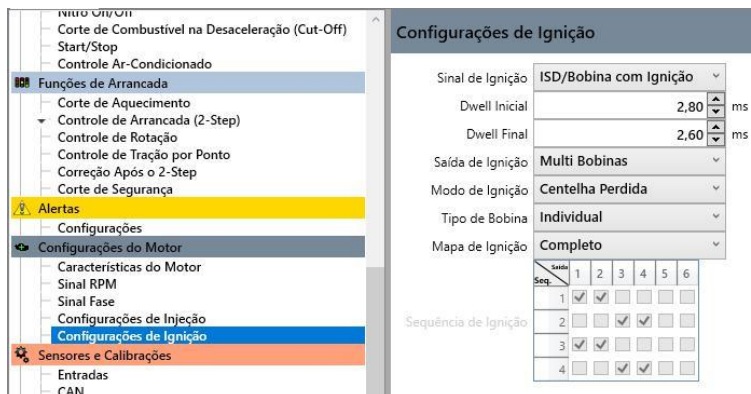 Nitro On/Off
Corte de Combustível na Desaceleração (Cut-Off)
Start/Stop
Controle Ar-Condicionado
Funções de Arrancada
Corte de Aquecimento
Controle de Arrancada (2-Step)
Controle de Rotação
Controle de Tração por Ponto
Correção Após o 2-Step
Corte de Segurança
Alertas
Configurações
Configurações do Motor
Características do Motor
Sinal RPM
Sinal Fase
Configurações de Injeção
Configurações de Ignição
Sensores e Calibrações
Entradas
CAN
Configurações de Ignição
Sinal de Ignição ISD/Bobina com Ignição
Dwell Inicial 2,80 ms
Dwell Final 2,60 ms
Saída de Ignição Multi Bobinas
Modo de Ignição Centelha Perdida
Tipo de Bobina Individual
Mapa de Ignição Completo
Saída 1 2 3 4 5 6
Seq.
1
Sequência de Ignição 2
3
4